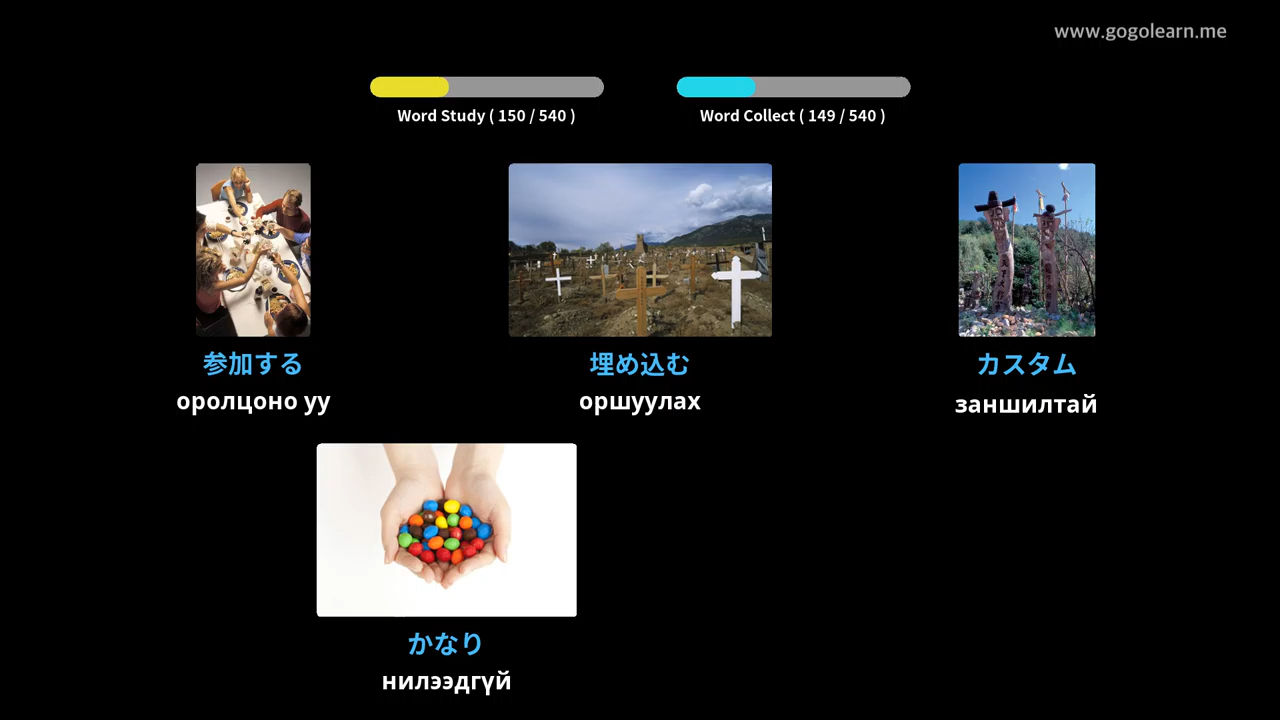 www.gogolearn.me
Word Study ( 150 / 540 )
Word Collect ( 149 / 540 )
参加する
埋め込む
カスタム
оролцоно уу
оршуулах
заншилтай
かなり
нилээдгүй